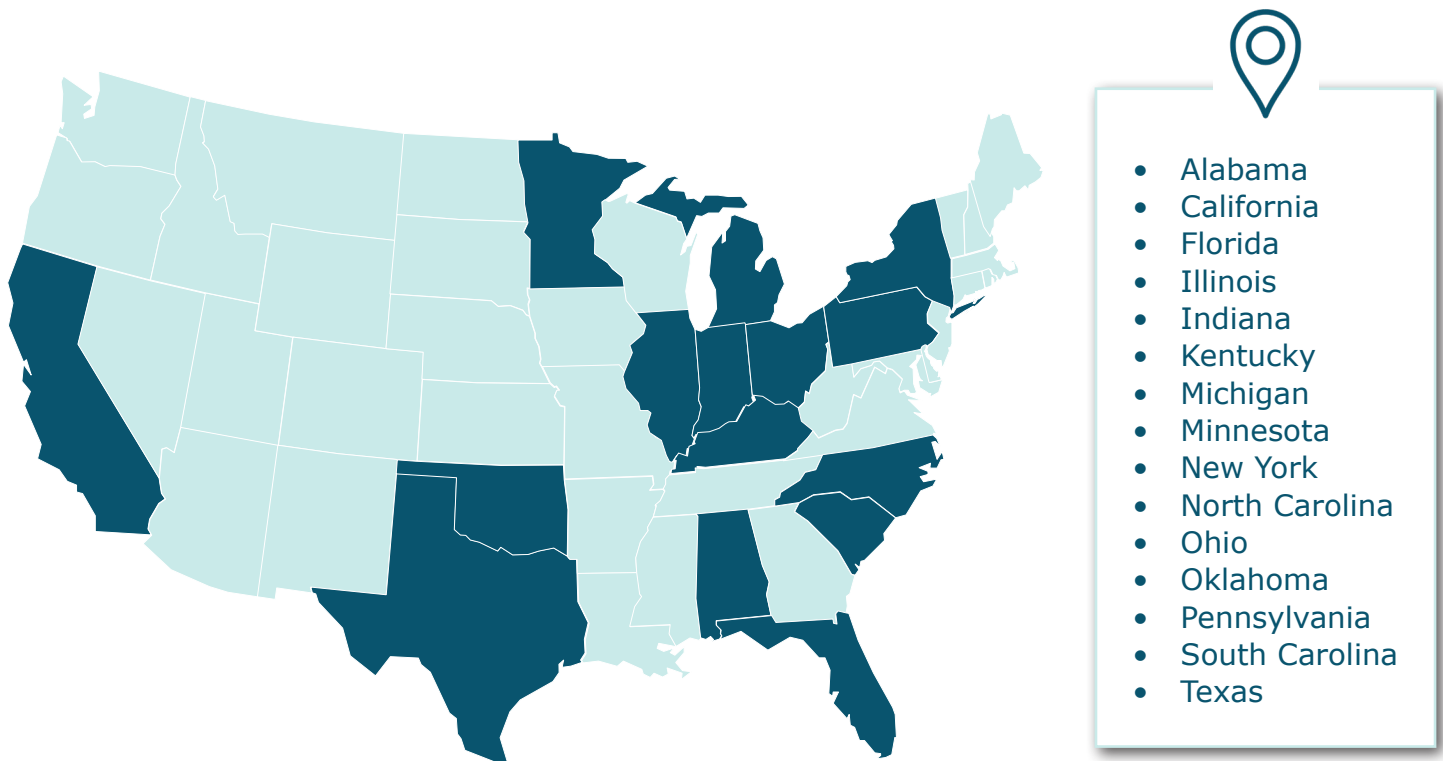 • Alabama
• California
• Florida
• Illinois
• Indiana
• Kentucky
• Michigan
• Minnesota
• New York
• North Carolina
• Ohio
• Oklahoma
• Pennsylvania
• South Carolina
• Texas